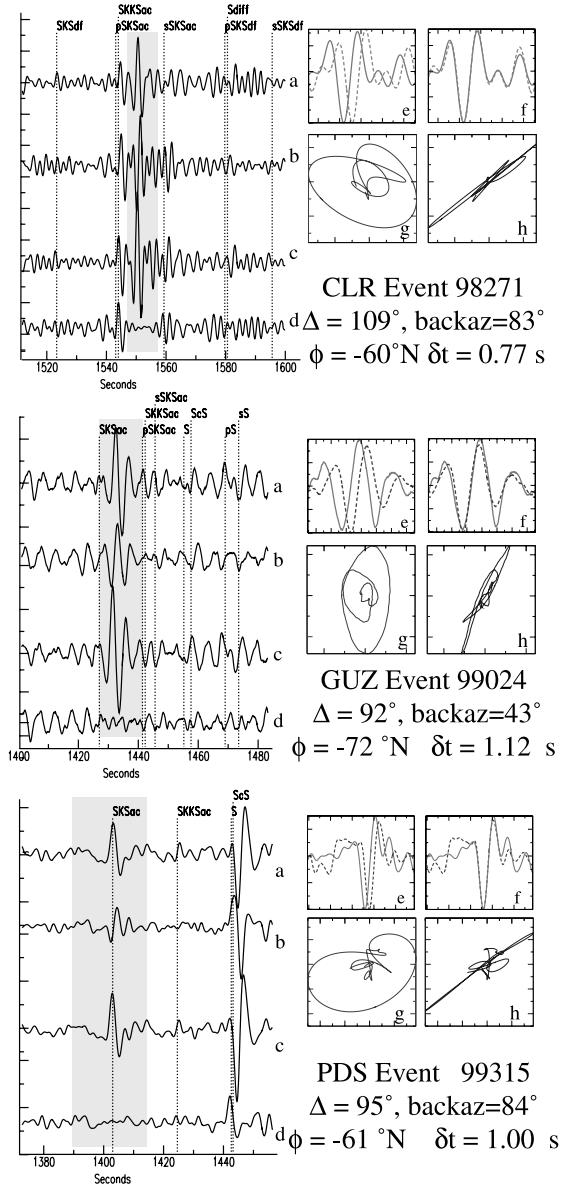 SKKSac Sdiff
SKSdf pSKSac sSKSac pSKSdf sSKSdf
a
b
c
d
e f
g h
1520 1540 1560 1580 1600
Seconds
CLR Event 98271
Δ = 109˚, backaz=83˚
ϕ = -60˚N δt = 0.77 s
sSKSac
SKKSac ScS sS
SKSac pSKSac S pS
a
b
c
d
e f
g h
1400 1420 1440 1460 1480
Seconds
GUZ Event 99024
Δ = 92˚, backaz=43˚
ϕ = -72 ˚N δt = 1.12 s
ScS
SKSac SKKSac S
a
b
c
d
e f
g h
1380 1400 1420 1440
Seconds
PDS Event 99315
Δ = 95˚, backaz=84˚
ϕ = -61 ˚N δt = 1.00 s